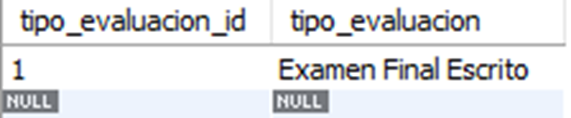 tipo_evaluacion_id tipo_evaluacion
1 Examen Final Escrito
NULL NULL